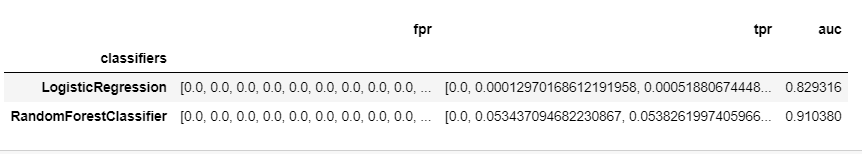 fpr tpr auc
classifiers
LogisticRegression [0.0, 0.0, 0.0, 0.0, 0.0, 0.0, 0.0, 0.0, 0.0, ... [0.0, 0.00012970168612191958, 0.00051880674448... 0.829316
RandomForestClassifier [0.0, 0.0, 0.0, 0.0, 0.0, 0.0, 0.0, 0.0, 0.0, ... [0.0, 0.053437094682230867, 0.0538261997405966... 0.910380